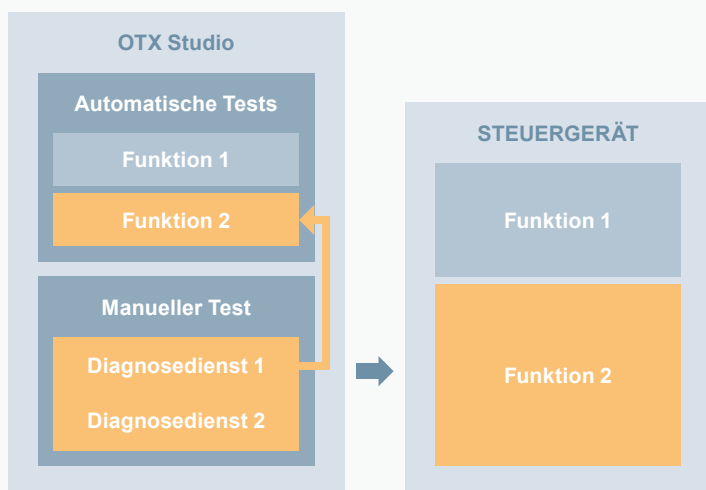 OTX Studio
Automatische Tests
Funktion 1
Funktion 2
Manueller Test
Diagnosedienst 1
Diagnosedienst 2
STEUERGERÄT
Funktion 1
Funktion 2